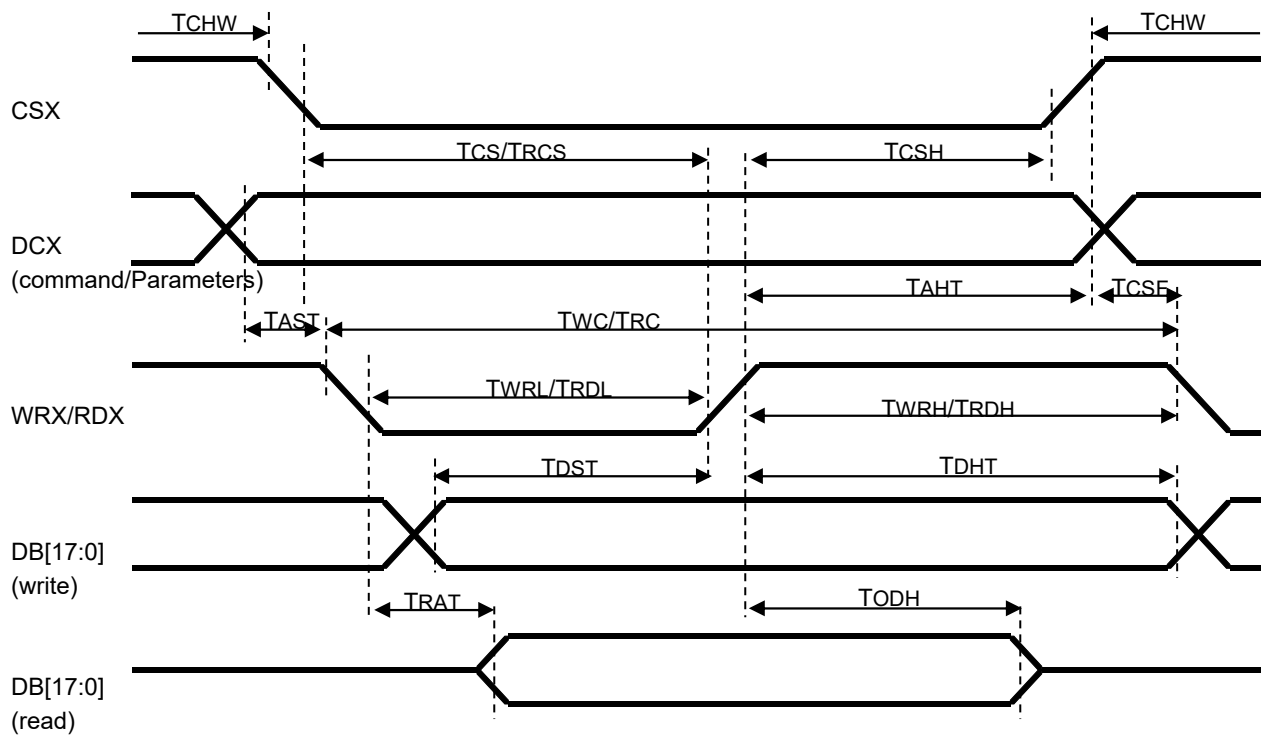 TCHW
TCHW
CSX
TCS/TRCS
TCSH
DCX
(command/Parameters)
TAHT
TCSF
TAST
TWC/TRC
TWRL/TRDL
WRX/RDX
TWRH/TRDH
TDST
TDHT
DB[17:0]
(write)
TRAT
TODH
DB[17:0]
(read)